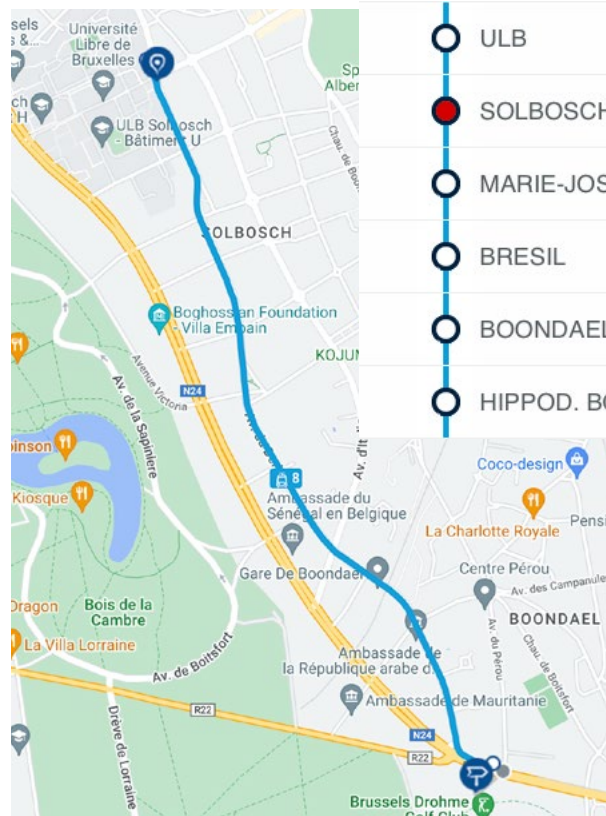 Université
Libre de
Bruxelles
ULB Solbosch
- Bâtiment U
SOLBOSCH
Boghossian Foundation
- Villa Empain
Avenue Victoria
N24
Av. de la Sapinière
Kiosque
Dragon
Bois de la
Cambre
La Villa Lorraine
Av. de Boitsfort
Drève de Lorraine
R22
8
Ambassade du
Sénégal en Belgique
Gare De Boondael
Ambassade de
la République arabe d...
Ambassade de Mauritanie
N24
R22
Brussels Drohme
Golf Club
Coco-design
La Charlotte Royale
Centre Pérou
Av. des Campanule
Av. du Pérou
BOONDAEL
Chau. de Boitsfort
ULB
SOLBOSCH
MARIE-JOS
BRESIL
BOONDAEL
HIPPOD. BO